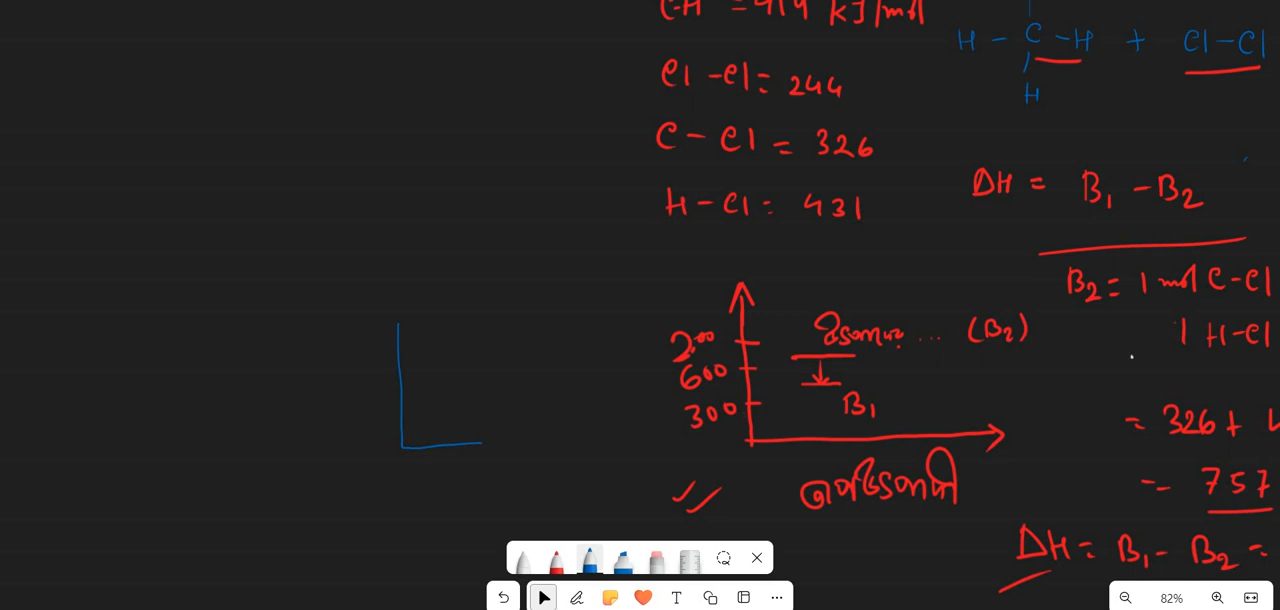 C-H = 414 kJ/mol
H - C - H + Cl-Cl
H
Cl - Cl = 244
C - Cl = 326
H - Cl = 431
ΔH = B₁ - B₂
B₂ = 1 mol C-Cl
1 H-Cl
(B₂)
600
300
B₁
= 326 +
= 757
ΔH = B₁ - B₂ =
T
82%